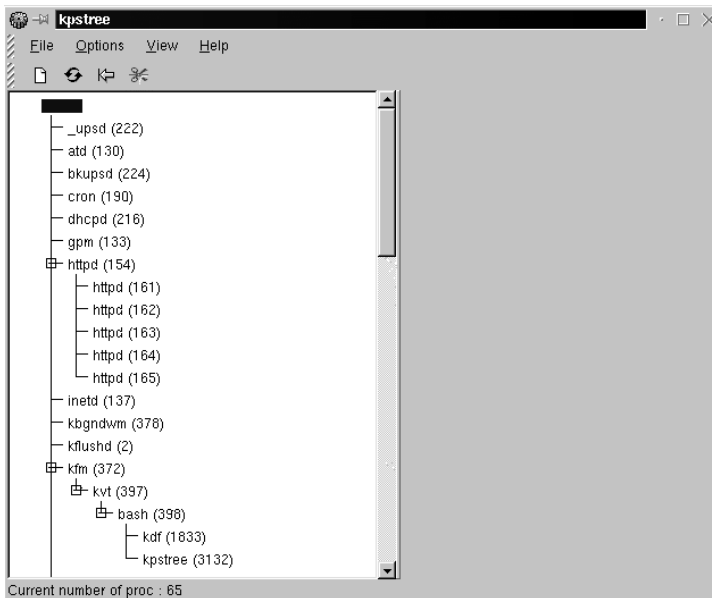 kpstree
File Options View Help
_upsd (222)
atd (130)
bkupsd (224)
cron (190)
dhcpd (216)
gpm (133)
httpd (154)
httpd (161)
httpd (162)
httpd (163)
httpd (164)
httpd (165)
inetd (137)
kbgndwm (378)
kflushd (2)
kfm (372)
kvt (397)
bash (398)
kdf (1833)
kpstree (3132)
Current number of proc : 65